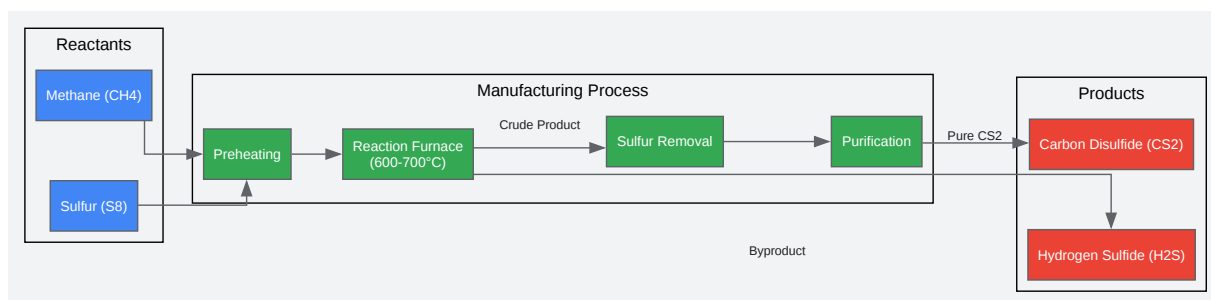 Reactants
Methane (CH4)
Sulfur (S8)
Manufacturing Process
Preheating
Reaction Furnace
(600-700°C)
Crude Product
Sulfur Removal
Purification
Pure CS2
Products
Carbon Disulfide (CS2)
Hydrogen Sulfide (H2S)
Byproduct